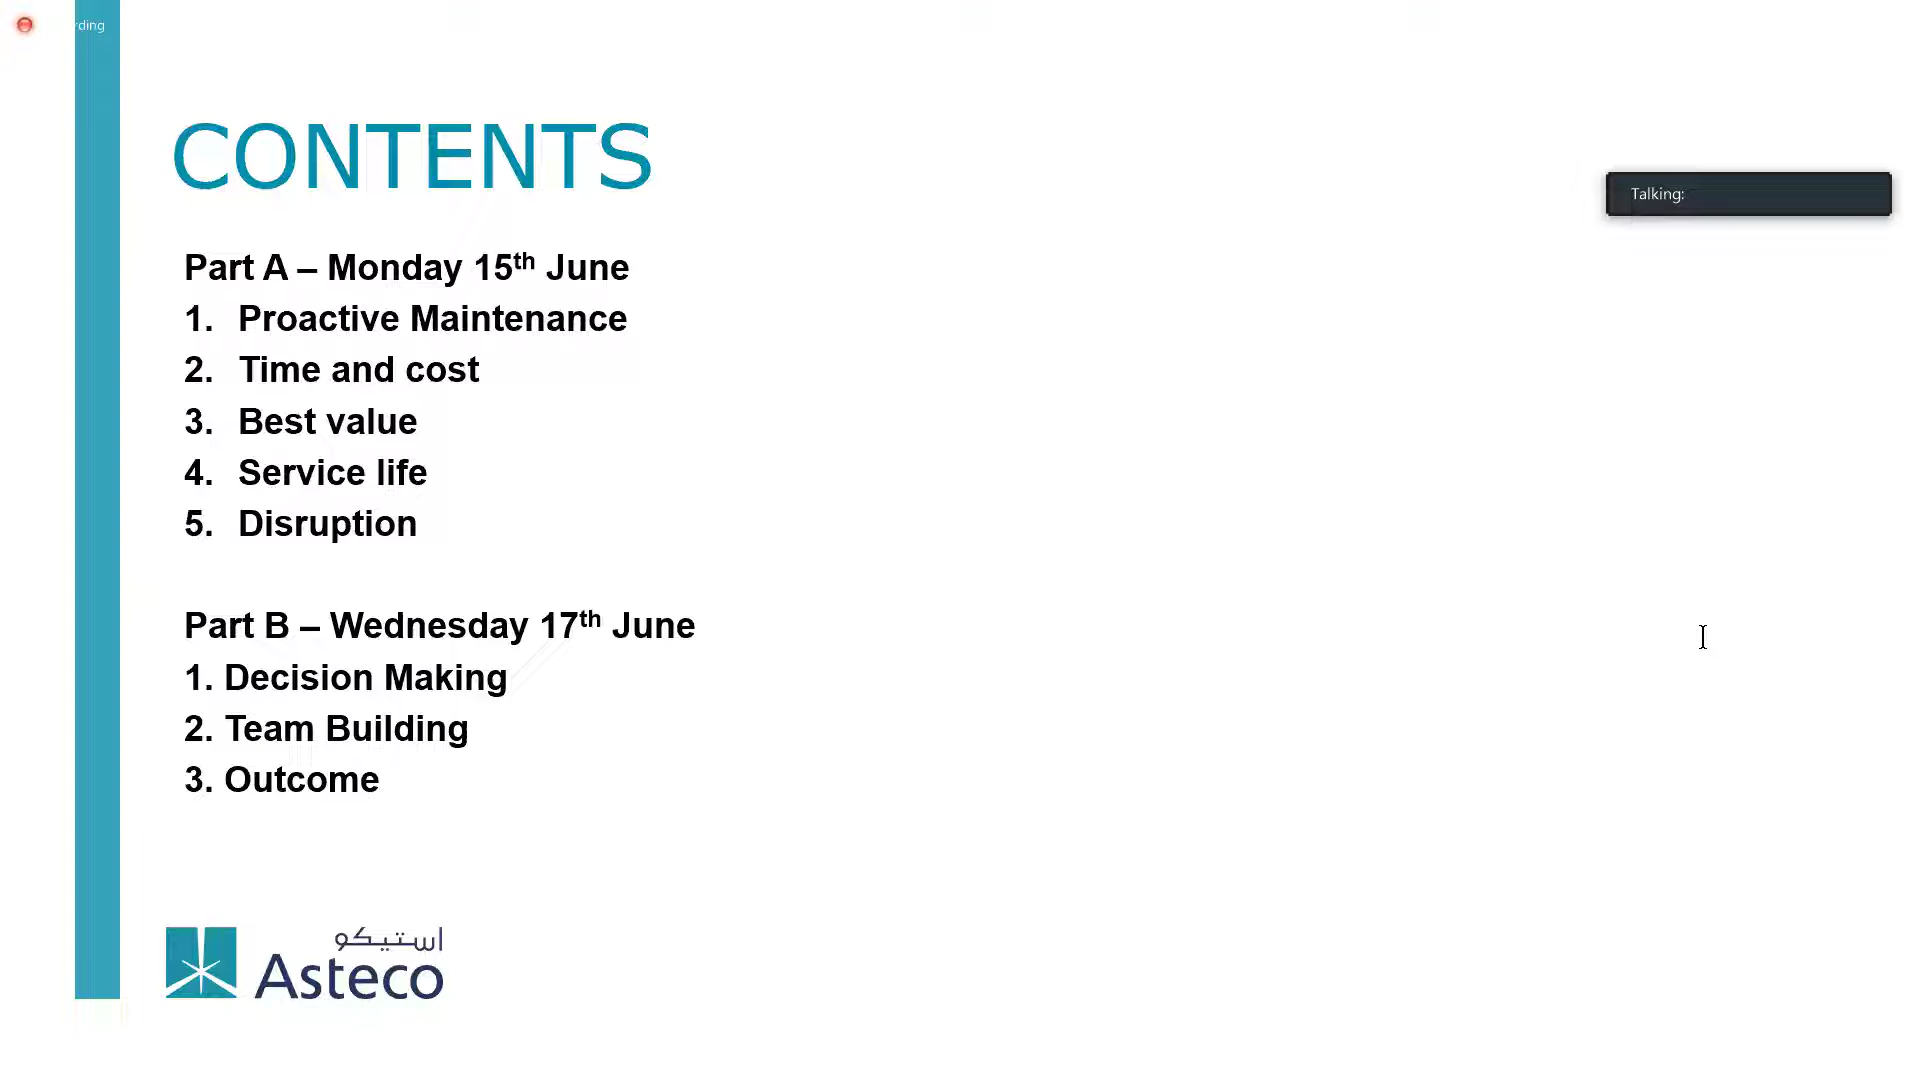 rding
CONTENTS
Talking:
Part A – Monday 15th June
1. Proactive Maintenance
2. Time and cost
3. Best value
4. Service life
5. Disruption
Part B – Wednesday 17th June
1. Decision Making
2. Team Building
3. Outcome
استيكو
Asteco